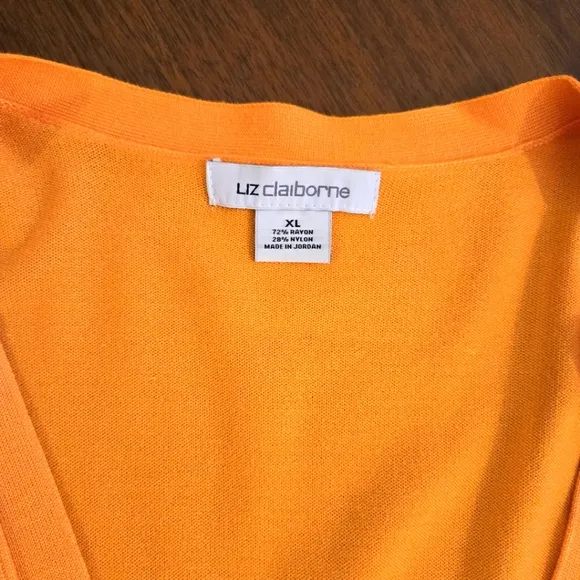 LIZ claiborne
XL
72% RAYON
28% NYLON
MADE IN JORDAN